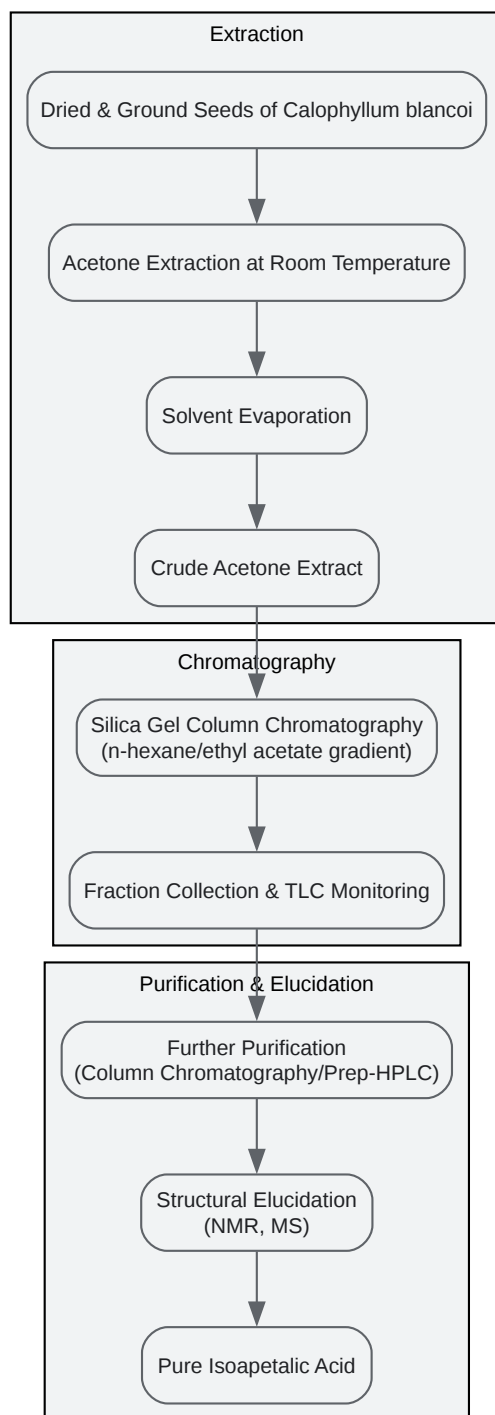 Extraction
Dried & Ground Seeds of Calophyllum blancoi
Acetone Extraction at Room Temperature
Solvent Evaporation
Crude Acetone Extract
Chromatography
Silica Gel Column Chromatography
(n-hexane/ethyl acetate gradient)
Fraction Collection & TLC Monitoring
Purification & Elucidation
Further Purification
(Column Chromatography/Prep-HPLC)
Structural Elucidation
(NMR, MS)
Pure Isoapetalic Acid